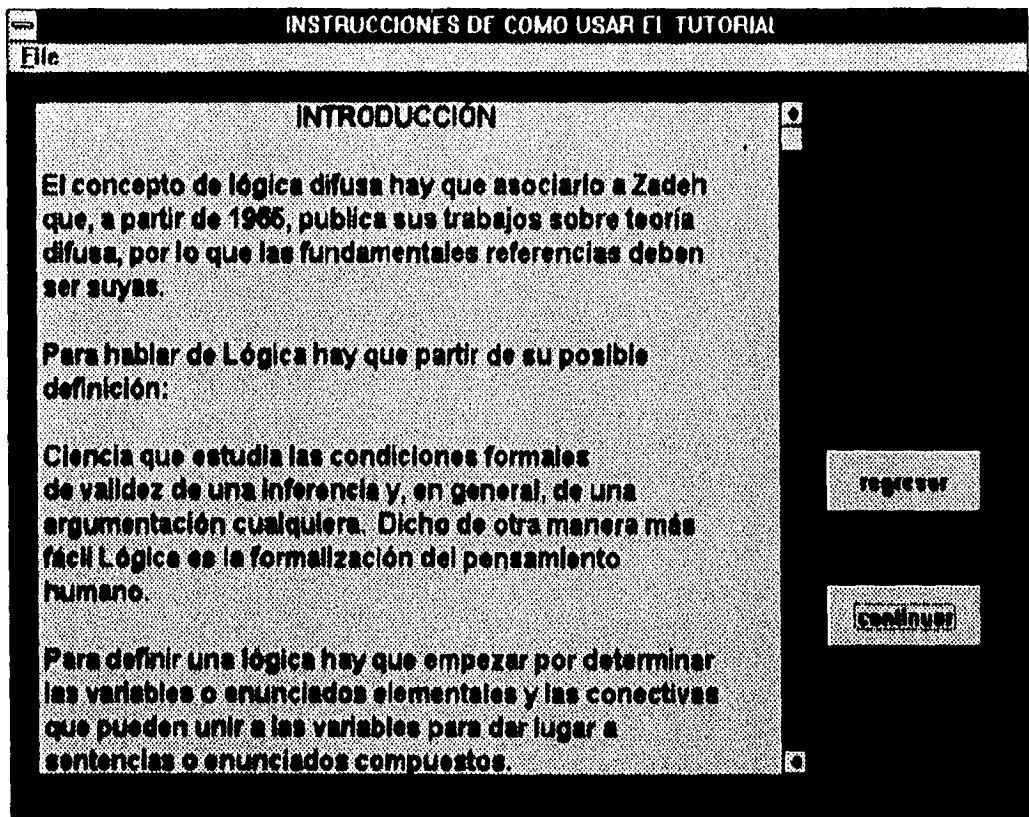 INSTRUCCIONES DE COMO USAR EL TUTORIAL
File
INTRODUCCIÓN
El concepto de lógica difusa hay que asociarlo a Zadeh
que, a partir de 1965, publica sus trabajos sobre teoría
difusa, por lo que las fundamentales referencias deben
ser suyas.
Para hablar de Lógica hay que partir de su posible
definición:
Ciencia que estudia las condiciones formales
de validez de una inferencia y, en general, de una
argumentación cualquiera. Dicho de otra manera más
fácil Lógica es la formalización del pensamiento
humano.
Para definir una lógica hay que empezar por determinar
las variables o enunciados elementales y las conectivas
que pueden unir a las variables para dar lugar a
sentencias o enunciados compuestos.
regresar
continuar